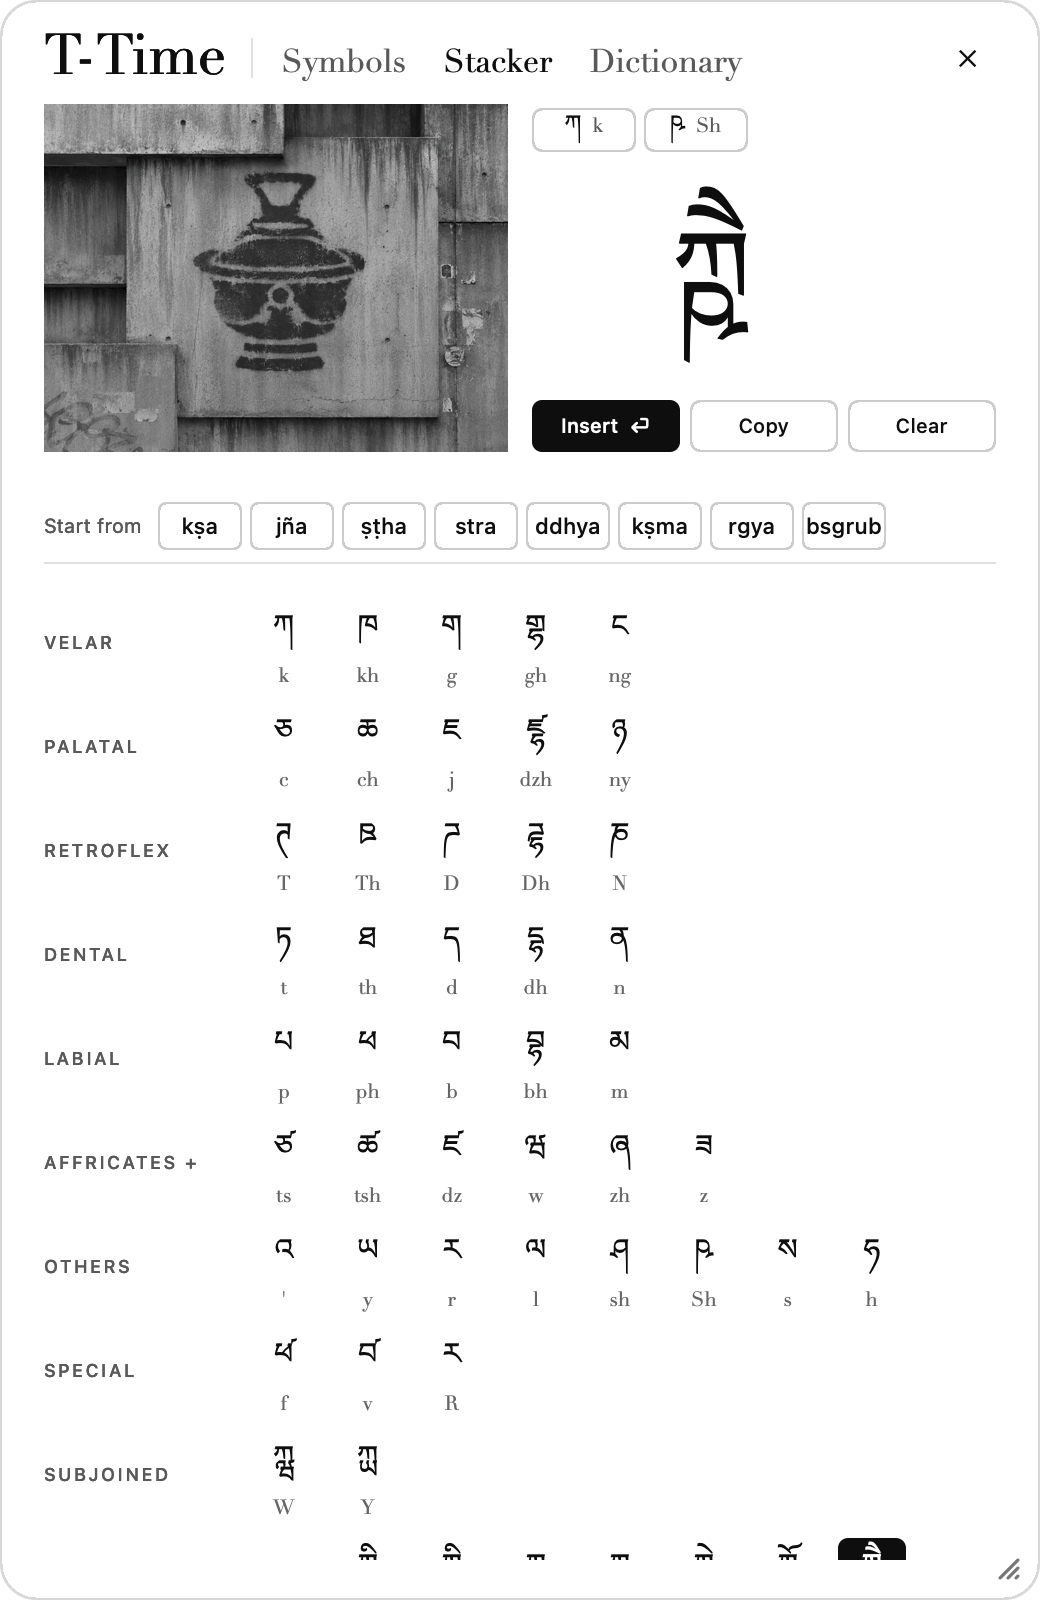 T-Time Symbols Stacker Dictionary
ཀ k ཥ Sh
ཀྵཻ
Insert Copy Clear
Start from kṣa jña ṣṭha stra ddhya kṣma rgya bsgrub
VELAR
ཀ ཁ ག གྷ ང
k kh g gh ng
PALATAL
ཅ ཆ ཇ ཛྷ ཉ
c ch j dzh ny
RETROFLEX
ཊ ཋ ཌ ཌྷ ཎ
T Th D Dh N
DENTAL
ཏ ཐ ད དྷ ན
t th d dh n
LABIAL
པ ཕ བ བྷ མ
p ph b bh m
AFFRICATES +
ཙ ཚ ཛ ཝ ཞ ཟ
ts tsh dz w zh z
OTHERS
འ ཡ ར ལ ཤ ཥ ས ཧ
' y r l sh Sh s h
SPECIAL
ཕ༹ བ༹ ཪ
f v R
SUBJOINED
ཀྺ ཀྻ
W Y